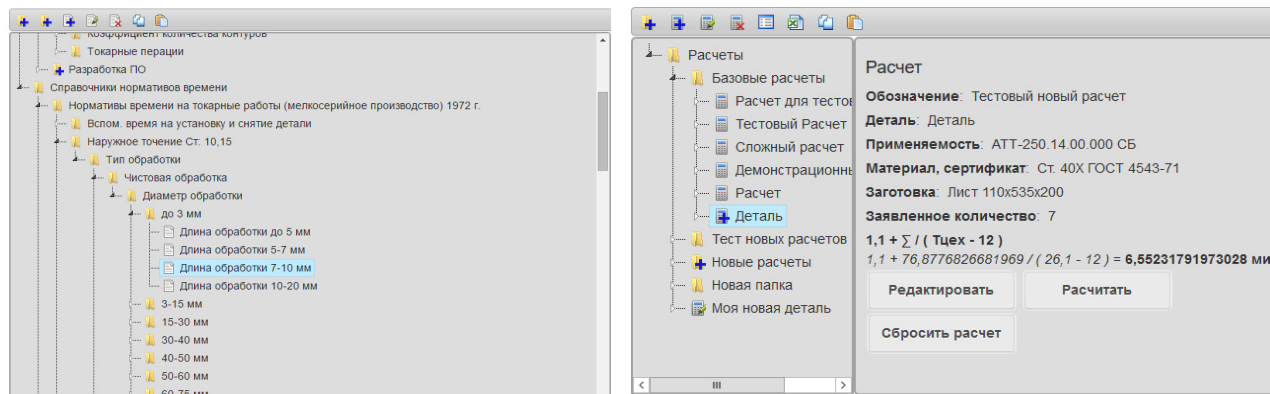 Коэффициент количества контуров
Токарные перации
Разработка ПО
Справочники нормативов времени
Нормативы времени на токарные работы (мелкосерийное производство) 1972 г.
Вспом. время на установку и снятие детали
Наружное точение Ст. 10,15
Тип обработки
Чистовая обработка
Диаметр обработки
до 3 мм
Длина обработки до 5 мм
Длина обработки 5-7 мм
Длина обработки 7-10 мм
Длина обработки 10-20 мм
3-15 мм
15-30 мм
30-40 мм
40-50 мм
50-60 мм
60-75 мм
Расчеты
Базовые расчеты
Расчет для тестов
Тестовый Расчет
Сложный расчет
Демонстрационны
Расчет
Деталь
Тест новых расчетов
Новые расчеты
Новая папка
Моя новая деталь
Расчет
Обозначение: Тестовый новый расчет
Деталь: Деталь
Применяемость: АТТ-250.14.00.000 СБ
Материал, сертификат: Ст. 40Х ГОСТ 4543-71
Заготовка: Лист 110х535х200
Заявленное количество: 7
1,1 + ∑ / ( Тцех - 12 )
1,1 + 76,8776826681969 / ( 26,1 - 12 ) = 6,55231791973028 ми
Редактировать
Расчитать
Сбросить расчет